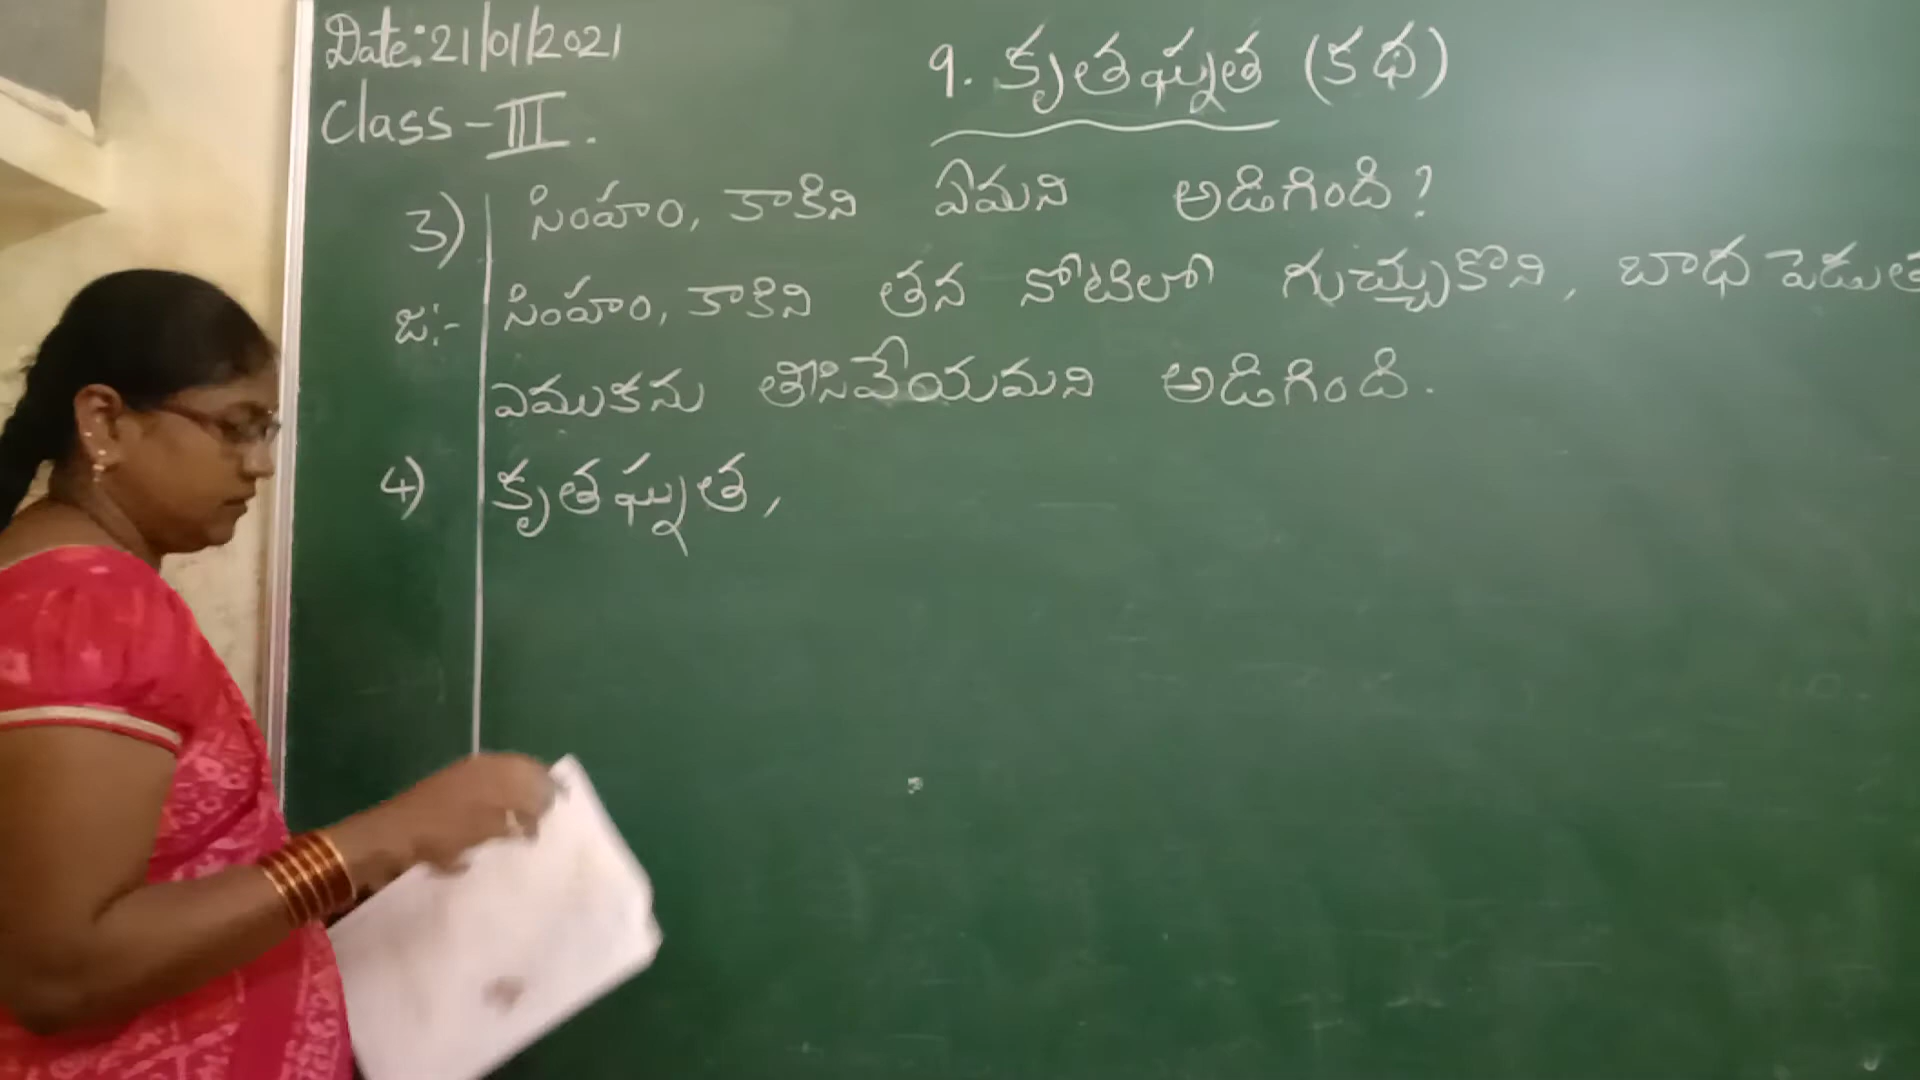 Date: 21/01/2021
Class - III.
9. కృతఘ్నత (కథ)
3) సింహం, కాకిని ఏమని అడిగింది?
జ:- సింహం, కాకిని తన నోటిలో గుచ్చుకొని, బాధ పెడుత
ఎముకను తీసివేయమని అడిగింది.
4) కృతఘ్నత,